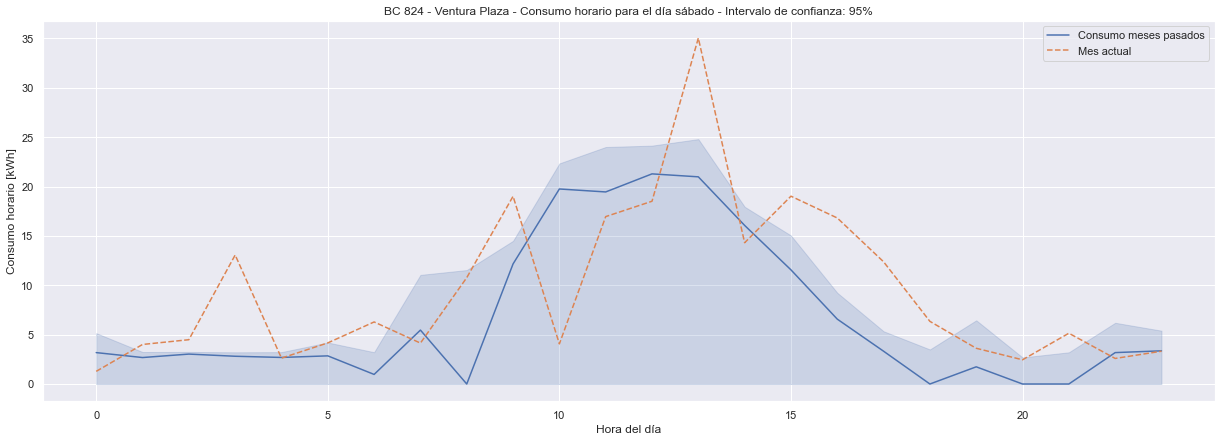 BC 824 - Ventura Plaza - Consumo horario para el día sábado - Intervalo de confianza: 95%
Consumo meses pasados
Mes actual
Consumo horario [kWh]
35
30
25
20
15
10
5
0
0
5
10
15
20
Hora del día